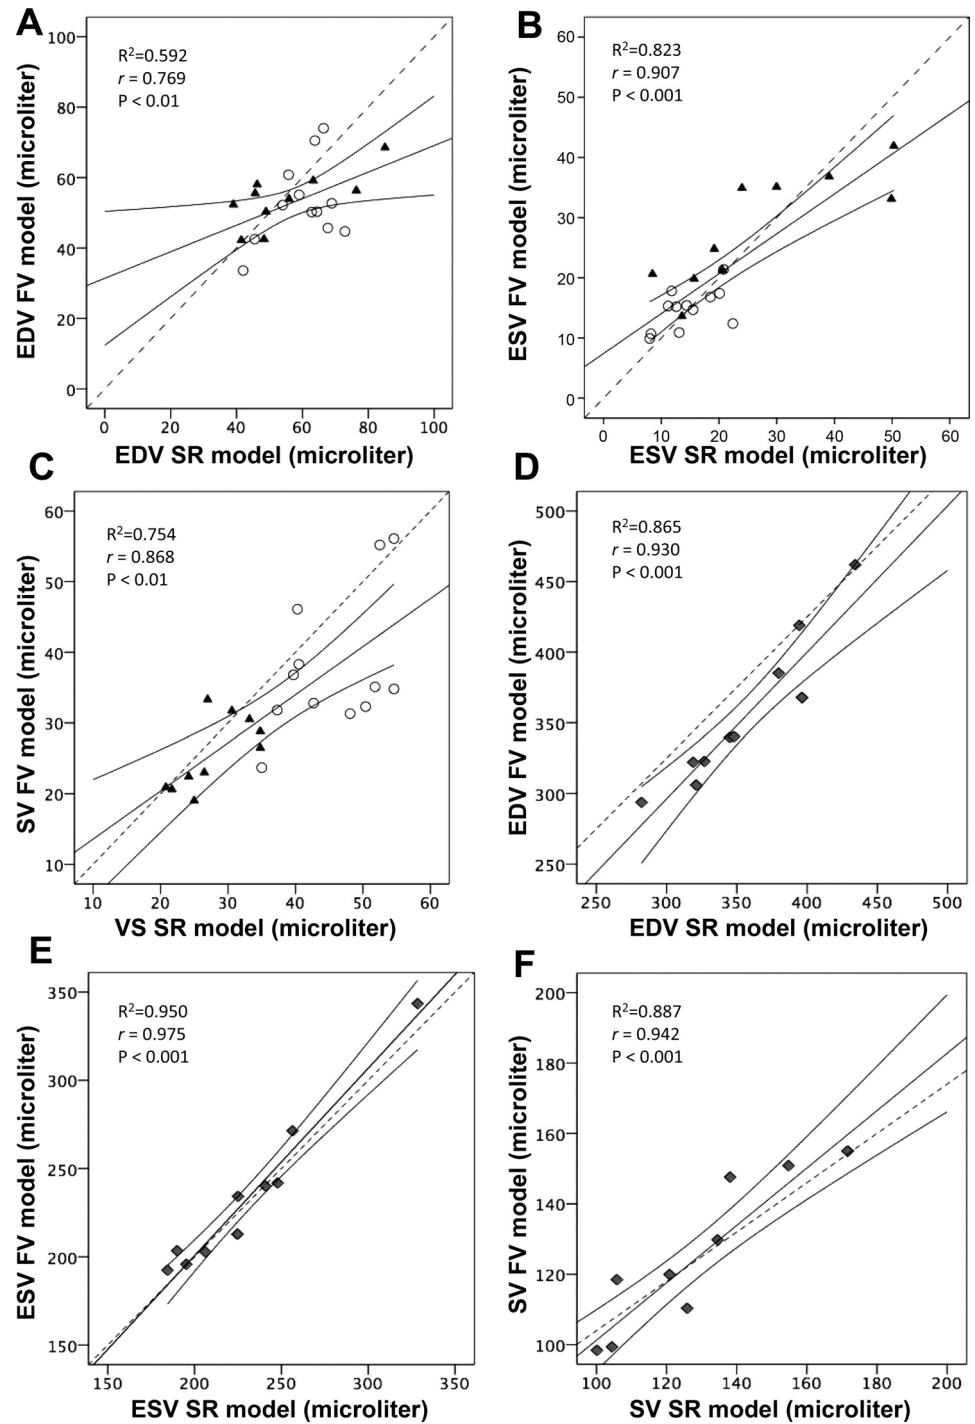 A
R²=0.592
r = 0.769
P < 0.01
EDV FV model (microliter)
100
80
60
40
20
0
0 20 40 60 80 100
EDV SR model (microliter)
B
R²=0.823
r = 0.907
P < 0.001
ESV FV model (microliter)
60
50
40
30
20
10
0
0 10 20 30 40 50 60
ESV SR model (microliter)
C
R²=0.754
r = 0.868
P < 0.01
SV FV model (microliter)
60
50
40
30
20
10
10 20 30 40 50 60
VS SR model (microliter)
D
R²=0.865
r = 0.930
P < 0.001
EDV FV model (microliter)
500
450
400
350
300
250
250 300 350 400 450 500
EDV SR model (microliter)
E
R²=0.950
r = 0.975
P < 0.001
ESV FV model (microliter)
350
300
250
200
150
150 200 250 300 350
ESV SR model (microliter)
F
R²=0.887
r = 0.942
P < 0.001
SV FV model (microliter)
200
180
160
140
120
100
100 120 140 160 180 200
SV SR model (microliter)